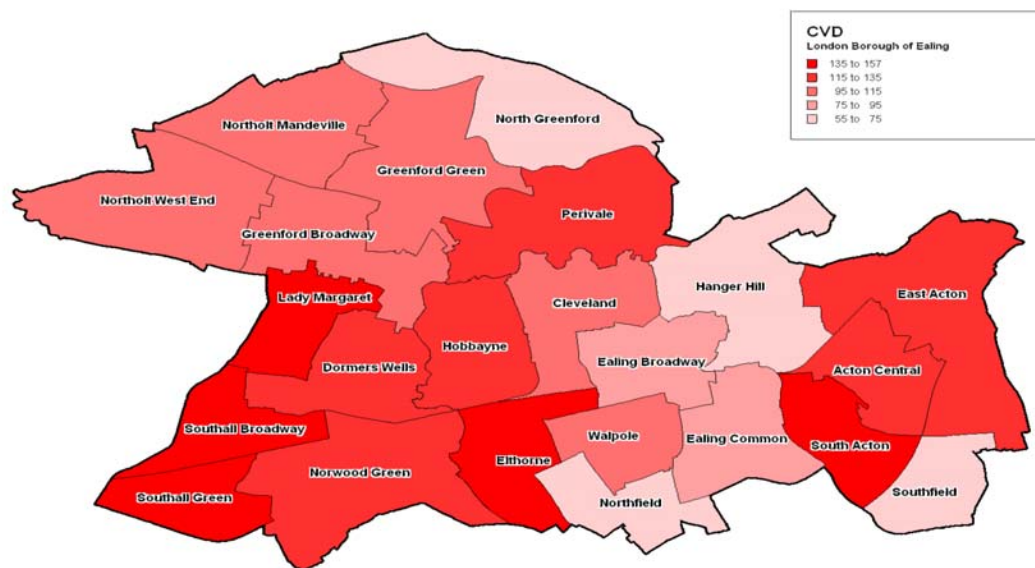 CVD
London Borough of Ealing
135 to 157
115 to 135
95 to 115
75 to 95
55 to 75
North Greenford
Northolt Mandeville
Greenford Green
Northolt West End
Perivale
Greenford Broadway
Hanger Hill
East Acton
Lady Margaret
Cleveland
Hobbayne
Ealing Broadway
Dormers Wells
Acton Central
Southall Broadway
Walpole
Ealing Common
South Acton
Elthorne
Norwood Green
Southall Green
Northfield
Southfield